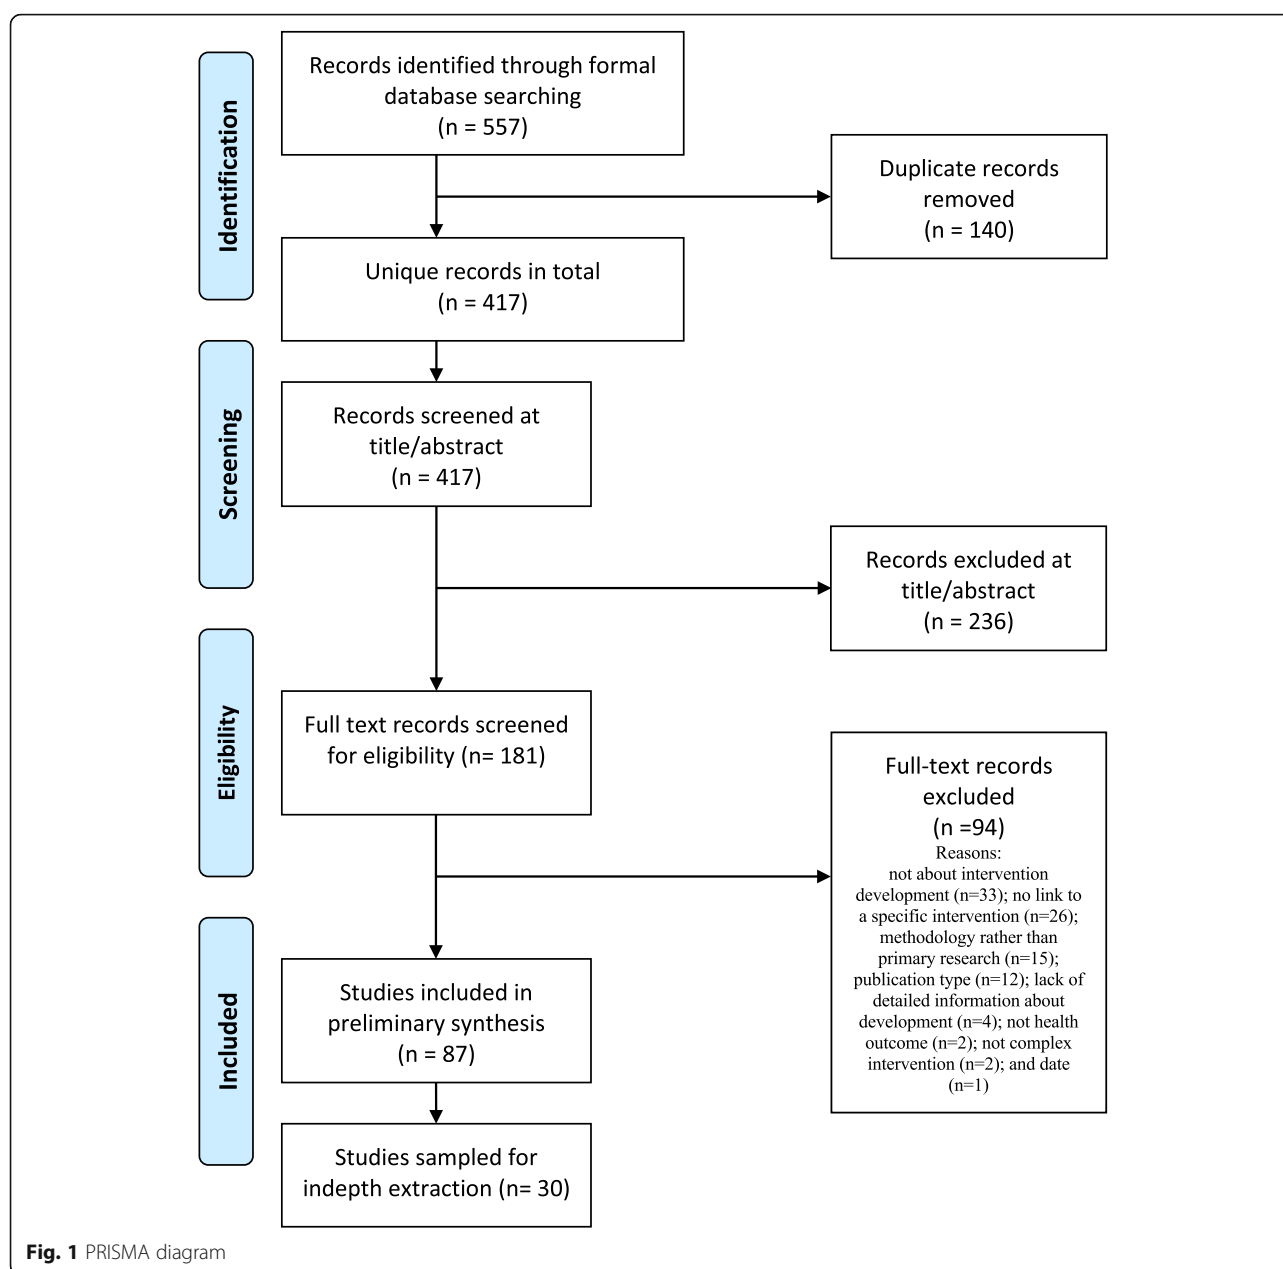 Identification
Records identified through formal
database searching
(n = 557)
Duplicate records
removed
(n = 140)
Unique records in total
(n = 417)
Screening
Records screened at
title/abstract
(n = 417)
Records excluded at
title/abstract
(n = 236)
Eligibility
Full text records screened
for eligibility (n= 181)
Full-text records
excluded
(n =94)
Reasons:
not about intervention
development (n=33); no link to
a specific intervention (n=26);
methodology rather than
primary research (n=15);
publication type (n=12); lack of
detailed information about
development (n=4); not health
outcome (n=2); not complex
intervention (n=2); and date
(n=1)
Included
Studies included in
preliminary synthesis
(n = 87)
Studies sampled for
indepth extraction (n= 30)
Fig. 1 PRISMA diagram